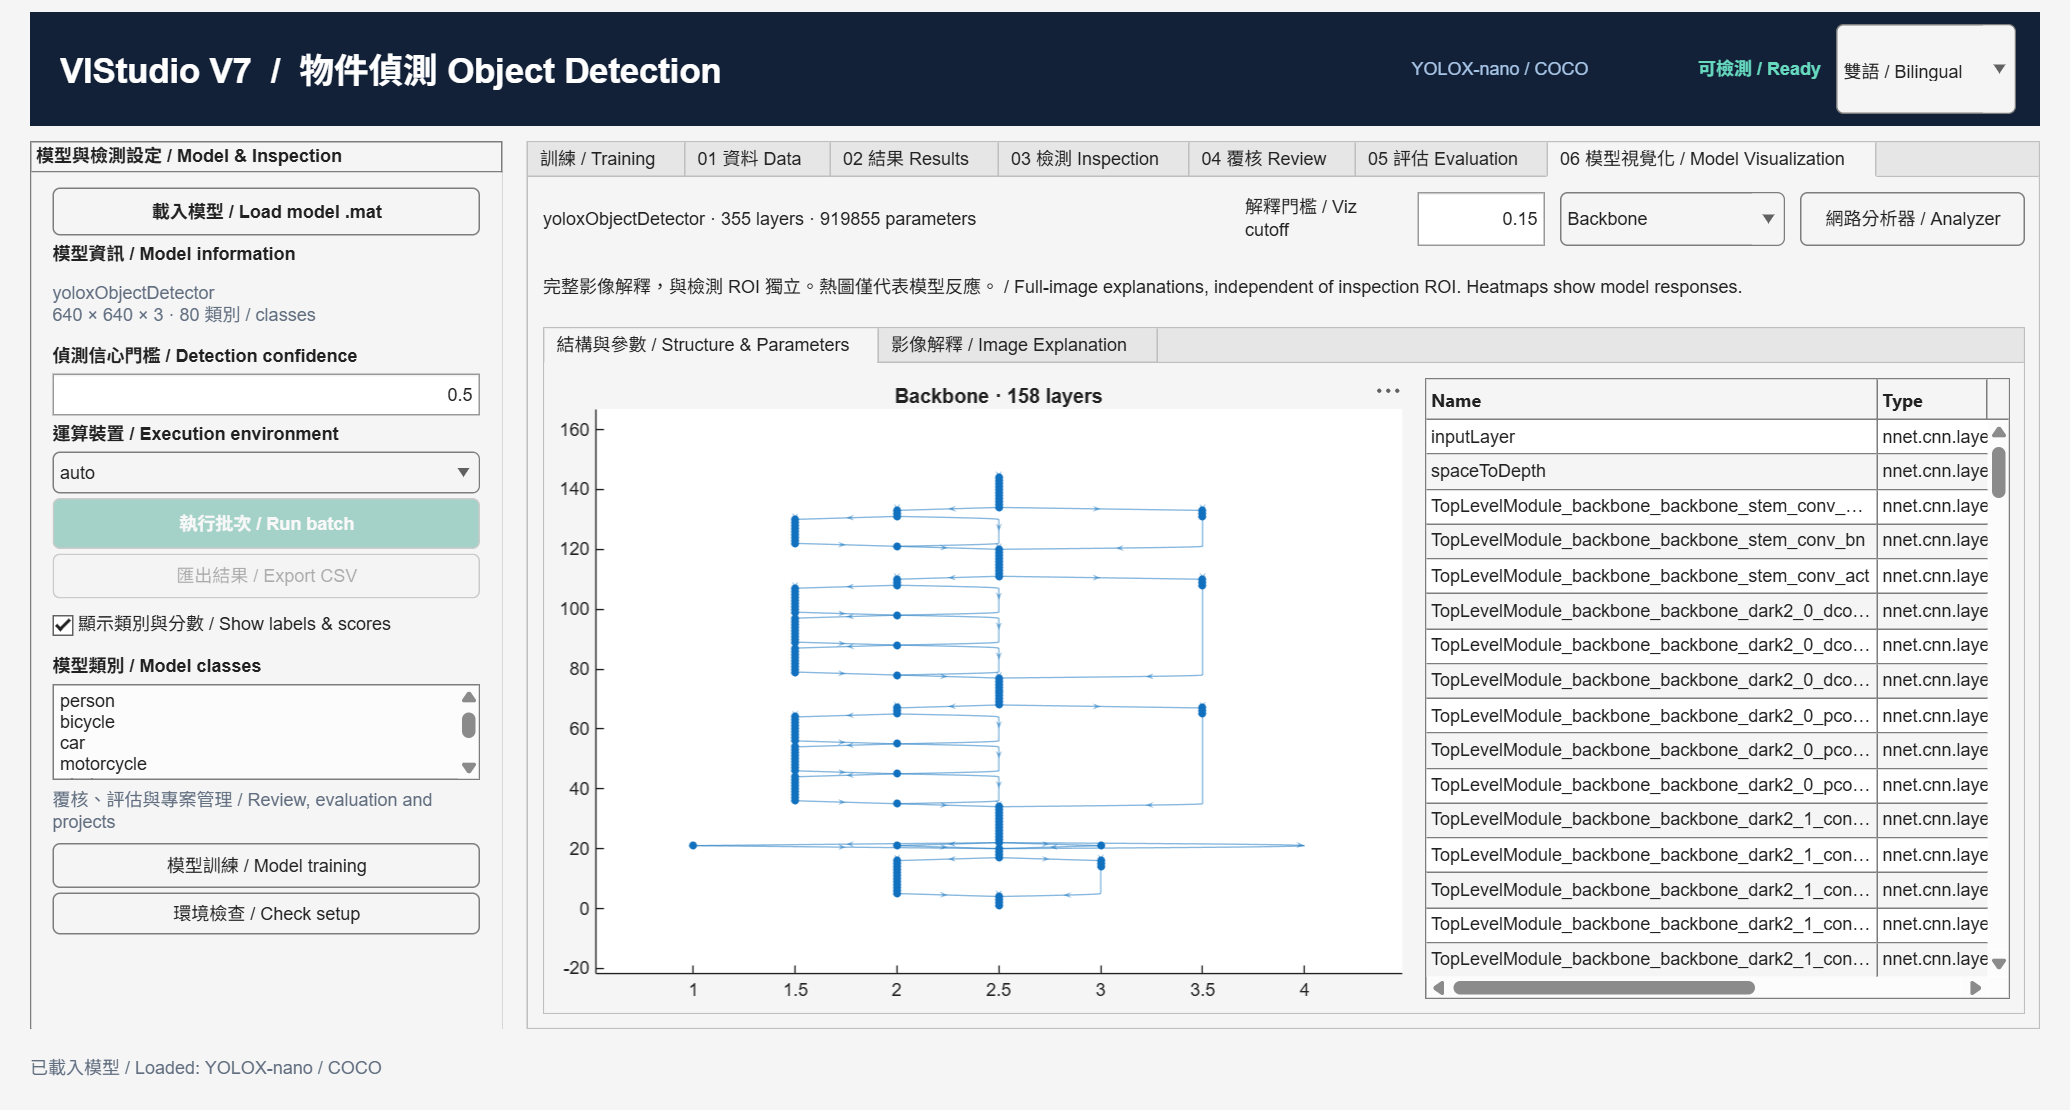 VIStudio V7 / 物件偵測 Object Detection
YOLOX-nano / COCO
可檢測 / Ready
雙語 / Bilingual
模型與檢測設定 / Model & Inspection
載入模型 / Load model .mat
模型資訊 / Model information
yoloxObjectDetector
640 × 640 × 3 · 80 類別 / classes
偵測信心門檻 / Detection confidence
0.5
運算裝置 / Execution environment
auto
執行批次 / Run batch
匯出結果 / Export CSV
顯示類別與分數 / Show labels & scores
模型類別 / Model classes
person
bicycle
car
motorcycle
覆核、評估與專案管理 / Review, evaluation and
projects
模型訓練 / Model training
環境檢查 / Check setup
訓練 / Training
01 資料 Data
02 結果 Results
03 檢測 Inspection
04 覆核 Review
05 評估 Evaluation
06 模型視覺化 / Model Visualization
yoloxObjectDetector · 355 layers · 919855 parameters
解釋門檻 / Viz
cutoff
0.15
Backbone
網路分析器 / Analyzer
完整影像解釋，與檢測 ROI 獨立。熱圖僅代表模型反應。 / Full-image explanations, independent of inspection ROI. Heatmaps show model responses.
結構與參數 / Structure & Parameters
影像解釋 / Image Explanation
Backbone · 158 layers
160
140
120
100
80
60
40
20
0
-20
1
1.5
2
2.5
3
3.5
4
Name Type
inputLayer nnet.cnn.laye
spaceToDepth nnet.cnn.laye
TopLevelModule_backbone_backbone_stem_conv_... nnet.cnn.laye
TopLevelModule_backbone_backbone_stem_conv_bn nnet.cnn.laye
TopLevelModule_backbone_backbone_stem_conv_act nnet.cnn.laye
TopLevelModule_backbone_backbone_dark2_0_dco... nnet.cnn.laye
TopLevelModule_backbone_backbone_dark2_0_dco... nnet.cnn.laye
TopLevelModule_backbone_backbone_dark2_0_dco... nnet.cnn.laye
TopLevelModule_backbone_backbone_dark2_0_pco... nnet.cnn.laye
TopLevelModule_backbone_backbone_dark2_0_pco... nnet.cnn.laye
TopLevelModule_backbone_backbone_dark2_0_pco... nnet.cnn.laye
TopLevelModule_backbone_backbone_dark2_1_con... nnet.cnn.laye
TopLevelModule_backbone_backbone_dark2_1_con... nnet.cnn.laye
TopLevelModule_backbone_backbone_dark2_1_con... nnet.cnn.laye
TopLevelModule_backbone_backbone_dark2_1_con... nnet.cnn.laye
TopLevelModule_backbone_backbone_dark2_1_con... nnet.cnn.laye
已載入模型 / Loaded: YOLOX-nano / COCO